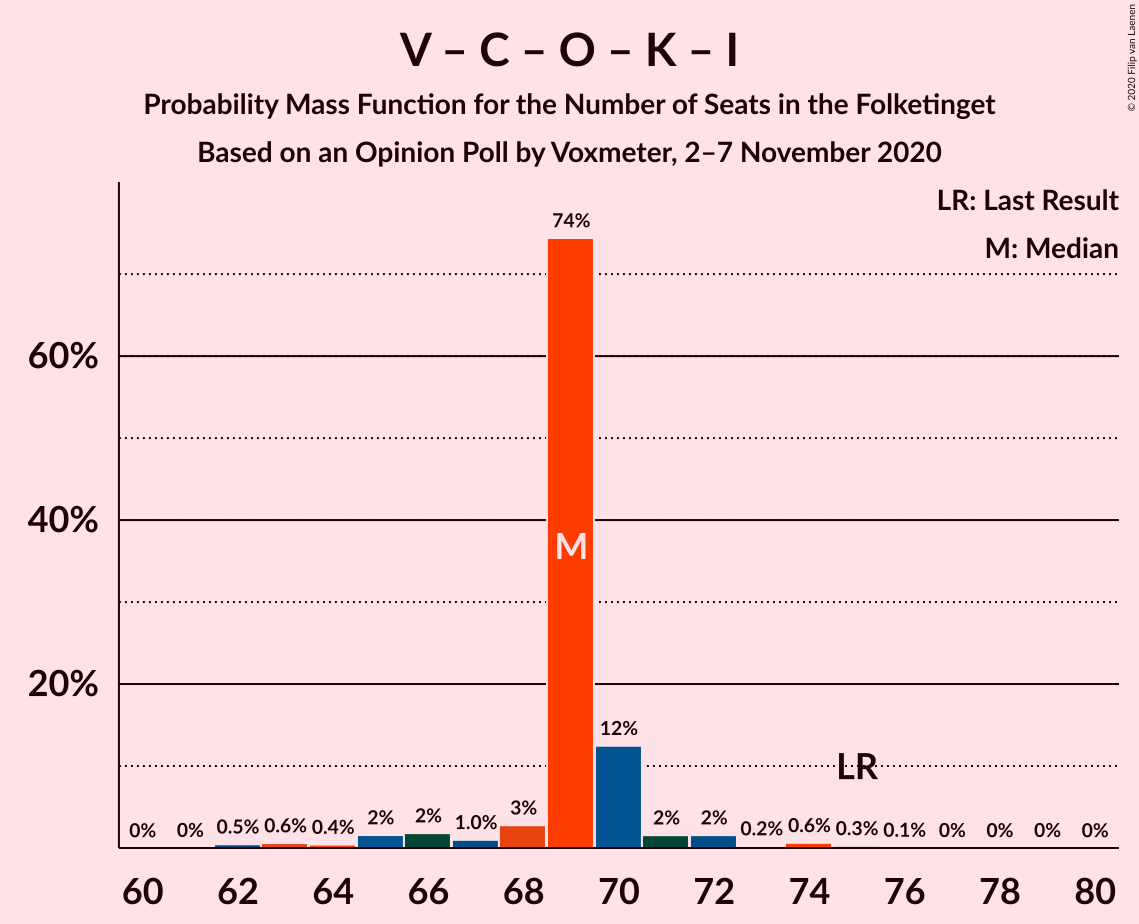 V – C – O – K – I
Probability Mass Function for the Number of Seats in the Folketinget
Based on an Opinion Poll by Voxmeter, 2–7 November 2020
© 2020 Filip van Laenen
LR: Last Result
M: Median
60%
40%
20%
0% 0% 0.5% 0.6% 0.4% 2% 2% 1.0% 3% 74% 12% 2% 2% 0.2% 0.6% 0.3% 0.1% 0% 0% 0% 0%
M
LR
60 62 64 66 68 70 72 74 76 78 80